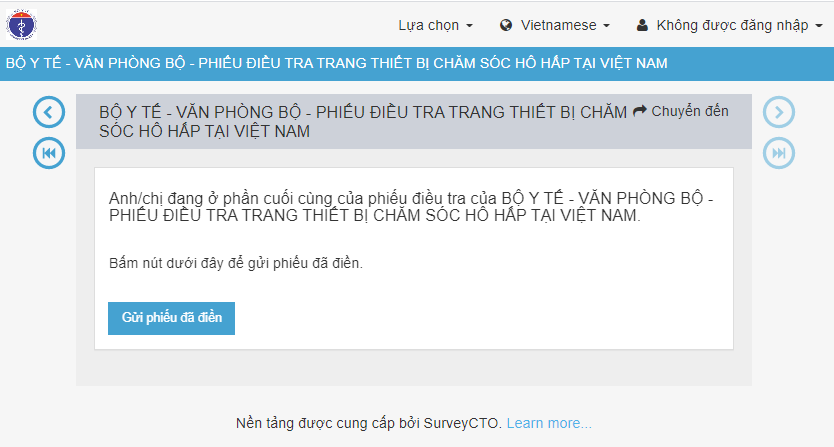 Lựa chọn Vietnamese Không được đăng nhập
BỘ Y TẾ - VĂN PHÒNG BỘ - PHIẾU ĐIỀU TRA TRANG THIẾT BỊ CHĂM SÓC HÔ HẤP TẠI VIỆT NAM
BỘ Y TẾ - VĂN PHÒNG BỘ - PHIẾU ĐIỀU TRA TRANG THIẾT BỊ CHĂM Chuyển đến
SÓC HÔ HẤP TẠI VIỆT NAM
Anh/chị đang ở phần cuối cùng của phiếu điều tra của BỘ Y TẾ - VĂN PHÒNG BỘ -
PHIẾU ĐIỀU TRA TRANG THIẾT BỊ CHĂM SÓC HÔ HẤP TẠI VIỆT NAM.
Bấm nút dưới đây để gửi phiếu đã điền.
Gửi phiếu đã điền
Nền tảng được cung cấp bởi SurveyCTO. Learn more...